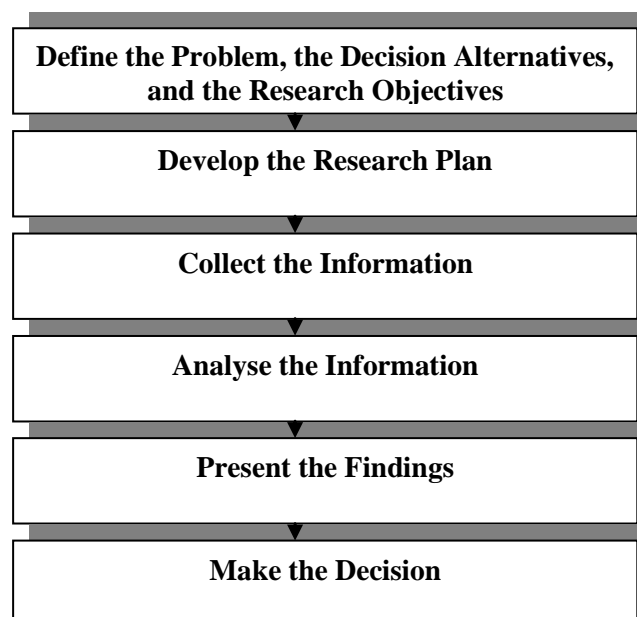 Define the Problem, the Decision Alternatives,
and the Research Objectives
Develop the Research Plan
Collect the Information
Analyse the Information
Present the Findings
Make the Decision